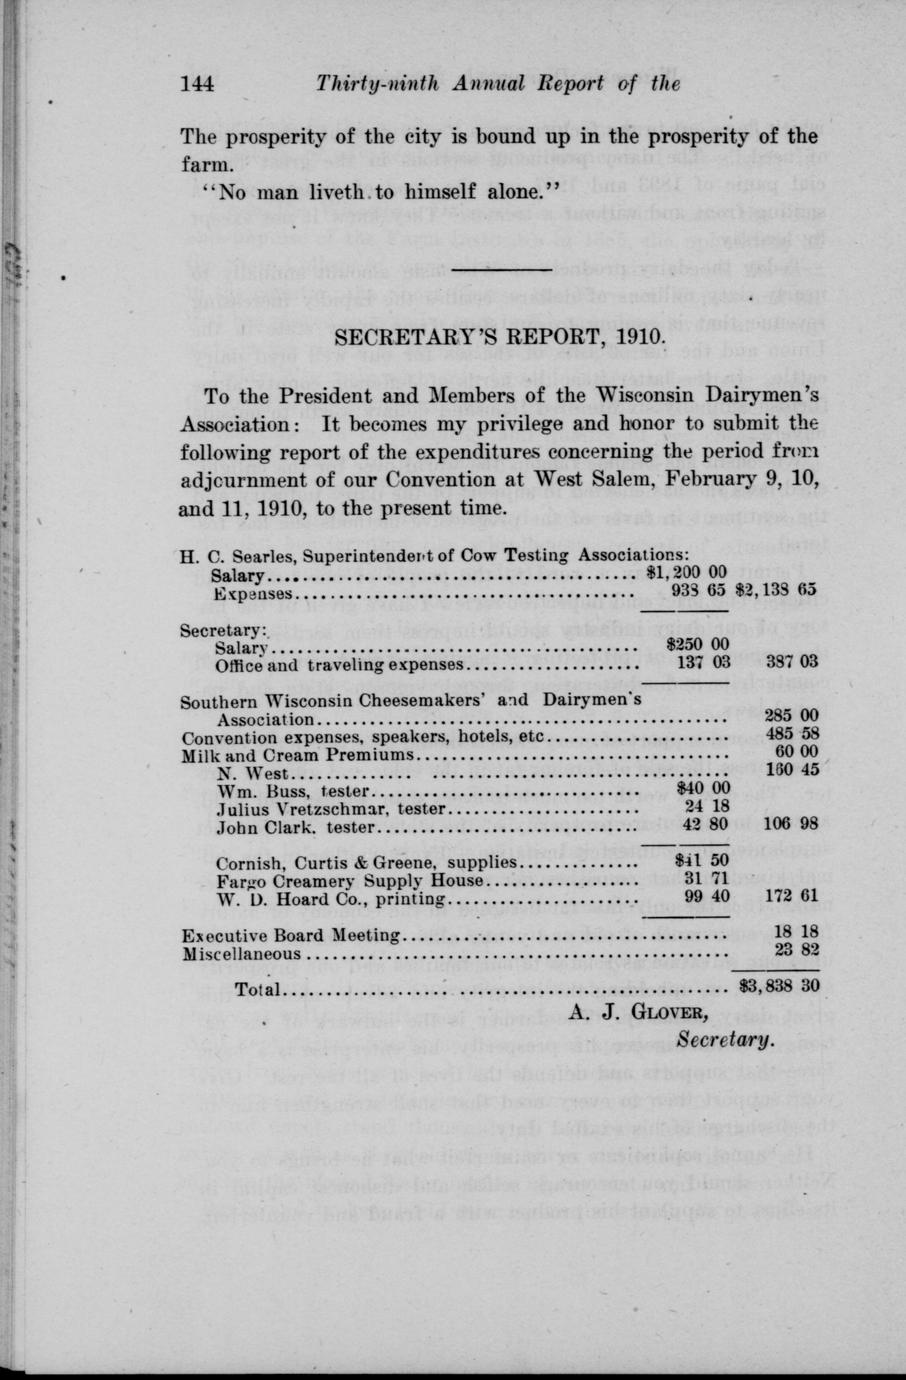 144 Thirty-ninth Annual Report of the
The prosperity of the city is bound up in the prosperity of the
farm.
"No man liveth to himself alone."
SECRETARY'S REPORT, 1910.
To the President and Members of the Wisconsin Dairymen's
Association: It becomes my privilege and honor to submit the
following report of the expenditures concerning the period from
adjournment of our Convention at West Salem, February 9, 10,
and 11, 1910, to the present time.
H. C. Searles, Superintendent of Cow Testing Associations:
Salary........................................ $1,200 00
Expenses..................................... 938 65 $2,138 65
Secretary:
Salary........................................ $250 00
Office and traveling expenses................... 137 03 387 03
Southern Wisconsin Cheesemakers' and Dairymen's
Association............................................. 285 00
Convention expenses, speakers, hotels, etc.................... 485 58
Milk and Cream Premiums................................. 60 00
N. West............................................... 160 45
Wm. Buss, tester............................. $40 00
Julius Vretzschmar, tester.................... 24 18
John Clark. tester............................ 42 80 106 98
Cornish, Curtis & Greene, supplies............. $41 50
Fargo Creamery Supply House................. 31 71
W. D. Hoard Co., printing..................... 99 40 172 61
Executive Board Meeting................................... 18 18
Miscellaneous ............................................. 23 82
Total................................................ $3,838 30
A. J. GLOVER,
Secretary.